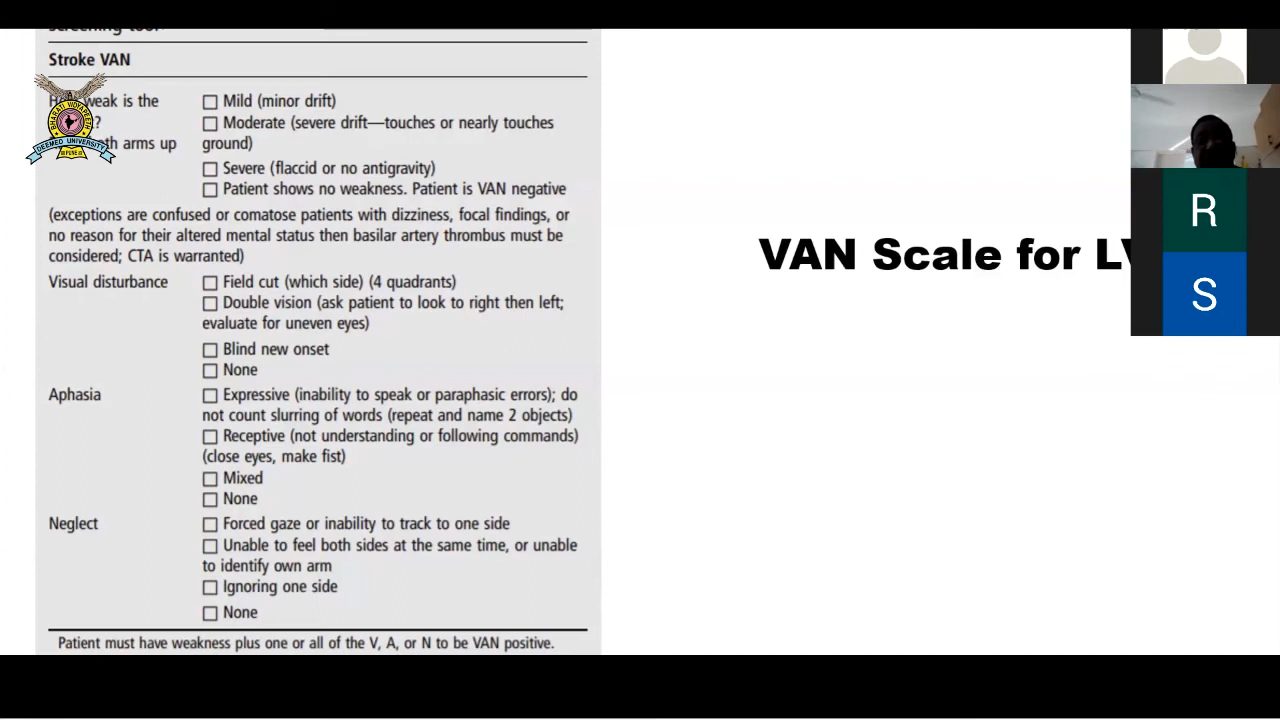 Stroke VAN
weak is the
?
th arms up
☐ Mild (minor drift)
☐ Moderate (severe drift—touches or nearly touches
ground)
☐ Severe (flaccid or no antigravity)
☐ Patient shows no weakness. Patient is VAN negative
(exceptions are confused or comatose patients with dizziness, focal findings, or
no reason for their altered mental status then basilar artery thrombus must be
considered; CTA is warranted)
Visual disturbance
☐ Field cut (which side) (4 quadrants)
☐ Double vision (ask patient to look to right then left;
evaluate for uneven eyes)
☐ Blind new onset
☐ None
Aphasia
☐ Expressive (inability to speak or paraphasic errors); do
not count slurring of words (repeat and name 2 objects)
☐ Receptive (not understanding or following commands)
(close eyes, make fist)
☐ Mixed
☐ None
Neglect
☐ Forced gaze or inability to track to one side
☐ Unable to feel both sides at the same time, or unable
to identify own arm
☐ Ignoring one side
☐ None
Patient must have weakness plus one or all of the V, A, or N to be VAN positive.
BHARATI VIDYAPEETH
DEEMED UNIVERSITY
VAN Scale for L
R
S